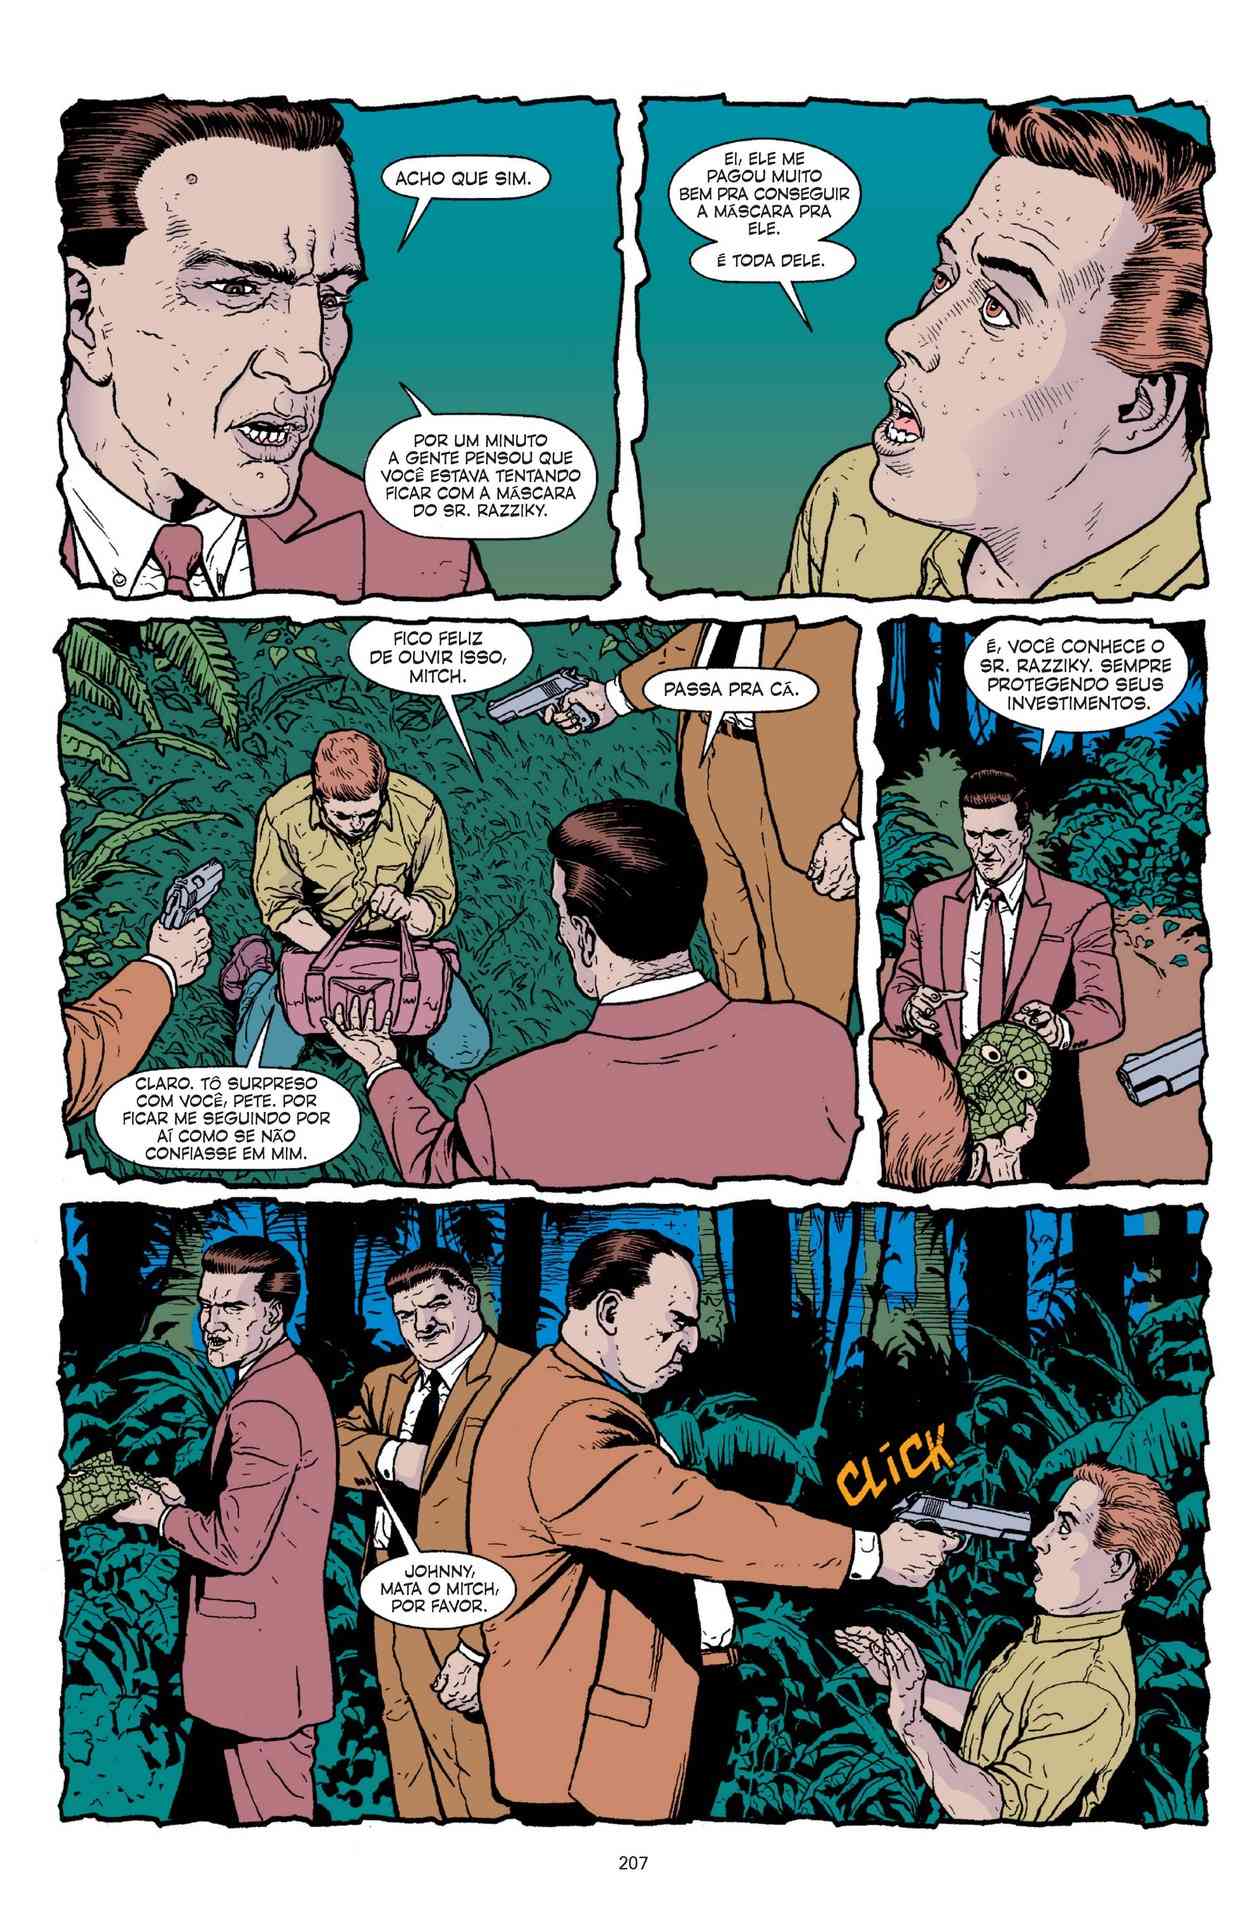 ACHO QUE SIM.
POR UM MINUTO
A GENTE PENSOU QUE
VOCÊ ESTAVA TENTANDO
FICAR COM A MÁSCARA
DO SR. RAZZIKY.
EI, ELE ME
PAGOU MUITO
BEM PRA CONSEGUIR
A MÁSCARA PRA
ELE.
É TODA DELE.
FICO FELIZ
DE OUVIR ISSO,
MITCH.
PASSA PRA CÁ.
CLARO. TÔ SURPRESO
COM VOCÊ, PETE. POR
FICAR ME SEGUINDO POR
AÍ COMO SE NÃO
CONFIASSE EM MIM.
É, VOCÊ CONHECE O
SR. RAZZIKY. SEMPRE
PROTEGENDO SEUS
INVESTIMENTOS.
JOHNNY,
MATA O MITCH,
POR FAVOR.
CLICK
207